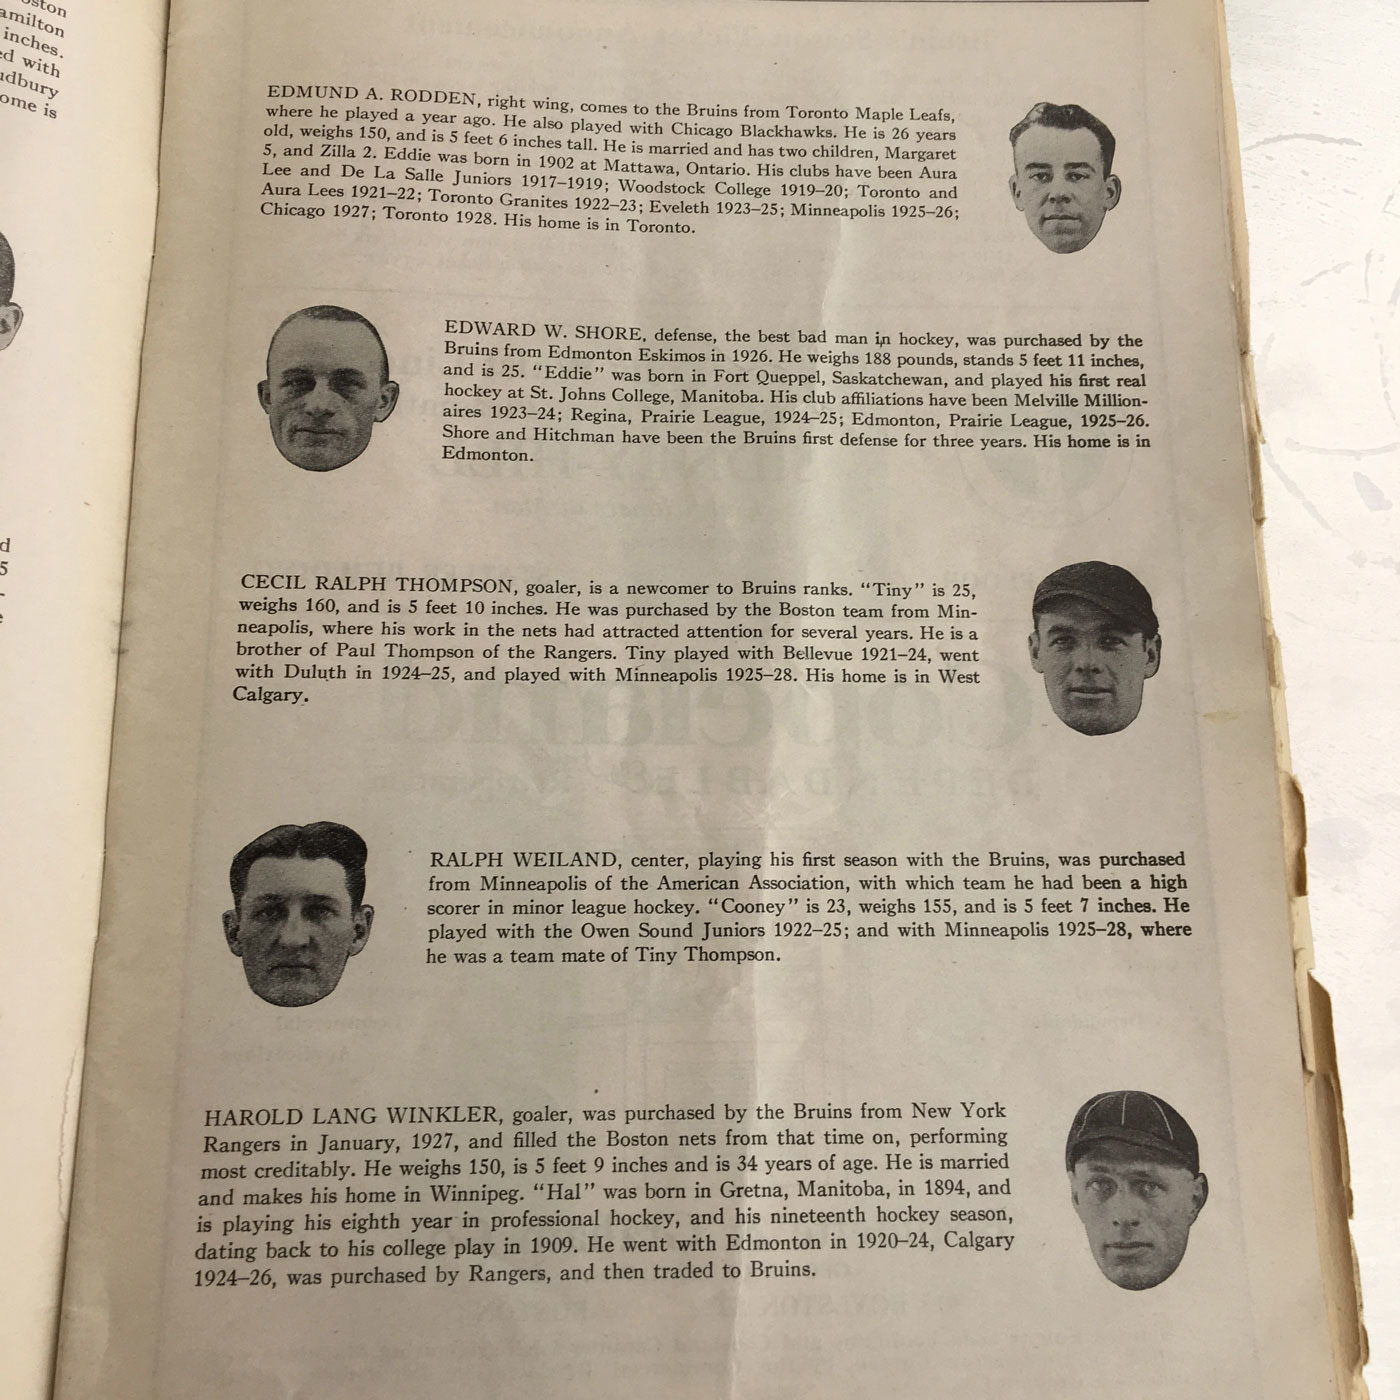 oston
amilton
inches.
ed with
udbury
ome is
d
5
-
e
EDMUND A. RODDEN, right wing, comes to the Bruins from Toronto Maple Leafs,
where he played a year ago. He also played with Chicago Blackhawks. He is 26 years
old, weighs 150, and is 5 feet 6 inches tall. He is married and has two children, Margaret
5, and Zilla 2. Eddie was born in 1902 at Mattawa, Ontario. His clubs have been Aura
Lee and De La Salle Juniors 1917–1919; Woodstock College 1919–20; Toronto and
Aura Lees 1921–22; Toronto Granites 1922–23; Eveleth 1923–25; Minneapolis 1925–26;
Chicago 1927; Toronto 1928. His home is in Toronto.
EDWARD W. SHORE, defense, the best bad man in hockey, was purchased by the
Bruins from Edmonton Eskimos in 1926. He weighs 188 pounds, stands 5 feet 11 inches,
and is 25. “Eddie” was born in Fort Queppel, Saskatchewan, and played his first real
hockey at St. Johns College, Manitoba. His club affiliations have been Melville Million-
aires 1923–24; Regina, Prairie League, 1924–25; Edmonton, Prairie League, 1925–26.
Shore and Hitchman have been the Bruins first defense for three years. His home is in
Edmonton.
CECIL RALPH THOMPSON, goaler, is a newcomer to Bruins ranks. “Tiny” is 25,
weighs 160, and is 5 feet 10 inches. He was purchased by the Boston team from Min-
neapolis, where his work in the nets had attracted attention for several years. He is a
brother of Paul Thompson of the Rangers. Tiny played with Bellevue 1921–24, went
with Duluth in 1924–25, and played with Minneapolis 1925–28. His home is in West
Calgary.
RALPH WEILAND, center, playing his first season with the Bruins, was purchased
from Minneapolis of the American Association, with which team he had been a high
scorer in minor league hockey. “Cooney” is 23, weighs 155, and is 5 feet 7 inches. He
played with the Owen Sound Juniors 1922–25; and with Minneapolis 1925–28, where
he was a team mate of Tiny Thompson.
HAROLD LANG WINKLER, goaler, was purchased by the Bruins from New York
Rangers in January, 1927, and filled the Boston nets from that time on, performing
most creditably. He weighs 150, is 5 feet 9 inches and is 34 years of age. He is married
and makes his home in Winnipeg. “Hal” was born in Gretna, Manitoba, in 1894, and
is playing his eighth year in professional hockey, and his nineteenth hockey season,
dating back to his college play in 1909. He went with Edmonton in 1920–24, Calgary
1924–26, was purchased by Rangers, and then traded to Bruins.